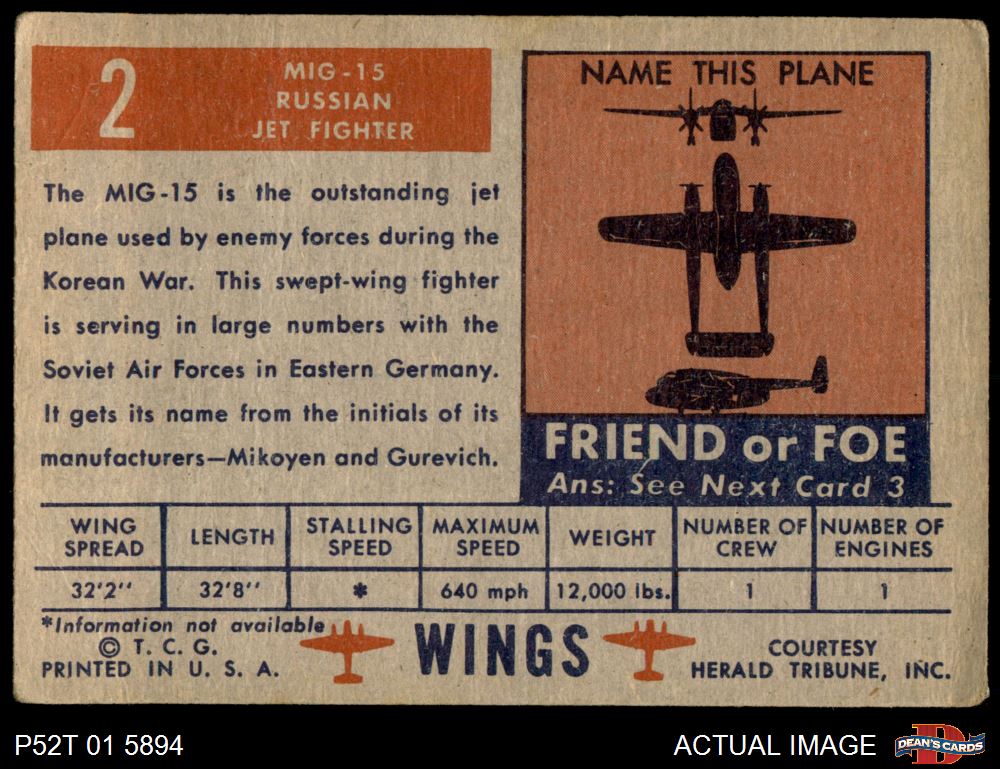 2
MIG-15
RUSSIAN
JET FIGHTER
The MIG-15 is the outstanding jet
plane used by enemy forces during the
Korean War. This swept-wing fighter
is serving in large numbers with the
Soviet Air Forces in Eastern Germany.
It gets its name from the initials of its
manufacturers—Mikoyen and Gurevich.
NAME THIS PLANE
FRIEND or FOE
Ans: See Next Card 3
WING SPREAD LENGTH STALLING SPEED MAXIMUM SPEED WEIGHT NUMBER OF CREW NUMBER OF ENGINES
32'2'' 32'8'' * 640 mph 12,000 lbs. 1 1
*Information not available
© T. C. G.
PRINTED IN U. S. A.
WINGS
COURTESY
HERALD TRIBUNE, INC.
P52T 01 5894
ACTUAL IMAGE
D
DEAN'S CARDS